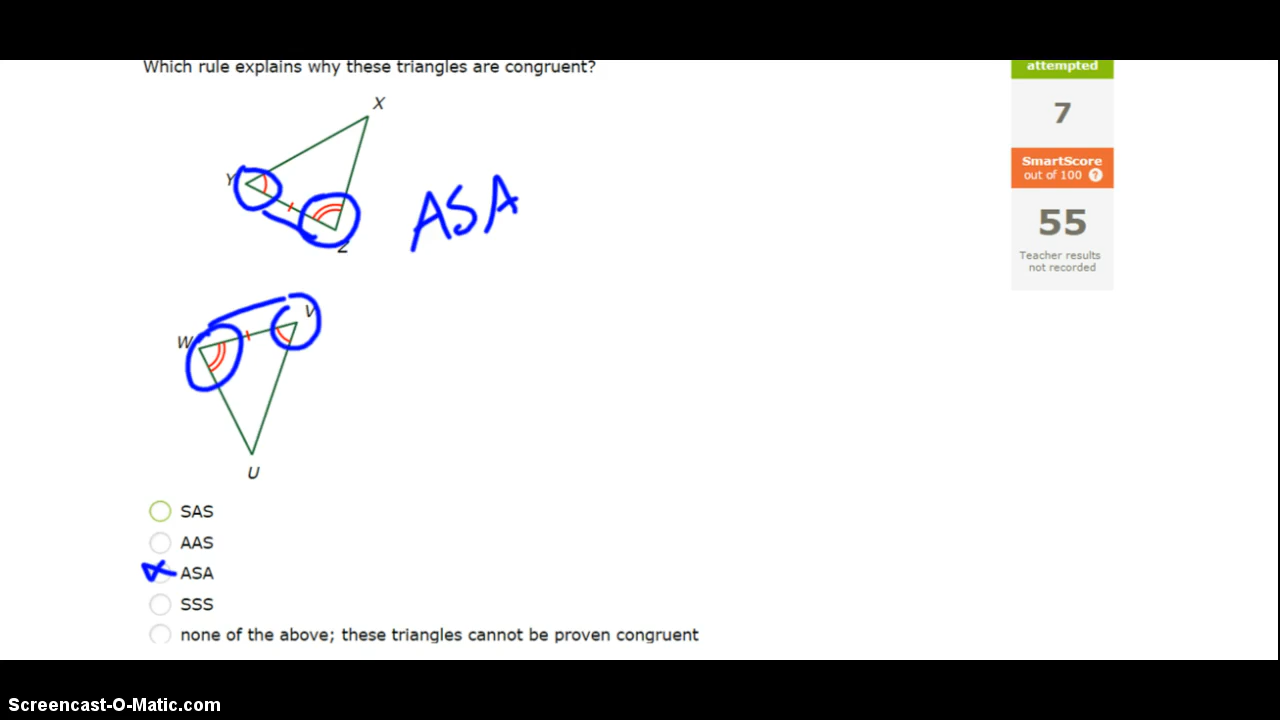 Which rule explains why these triangles are congruent?
attempted
7
SmartScore
out of 100 ?
55
Teacher results
not recorded
X
Y
Z
ASA
V
W
U
SAS
AAS
ASA
SSS
none of the above; these triangles cannot be proven congruent
Screencast-O-Matic.com